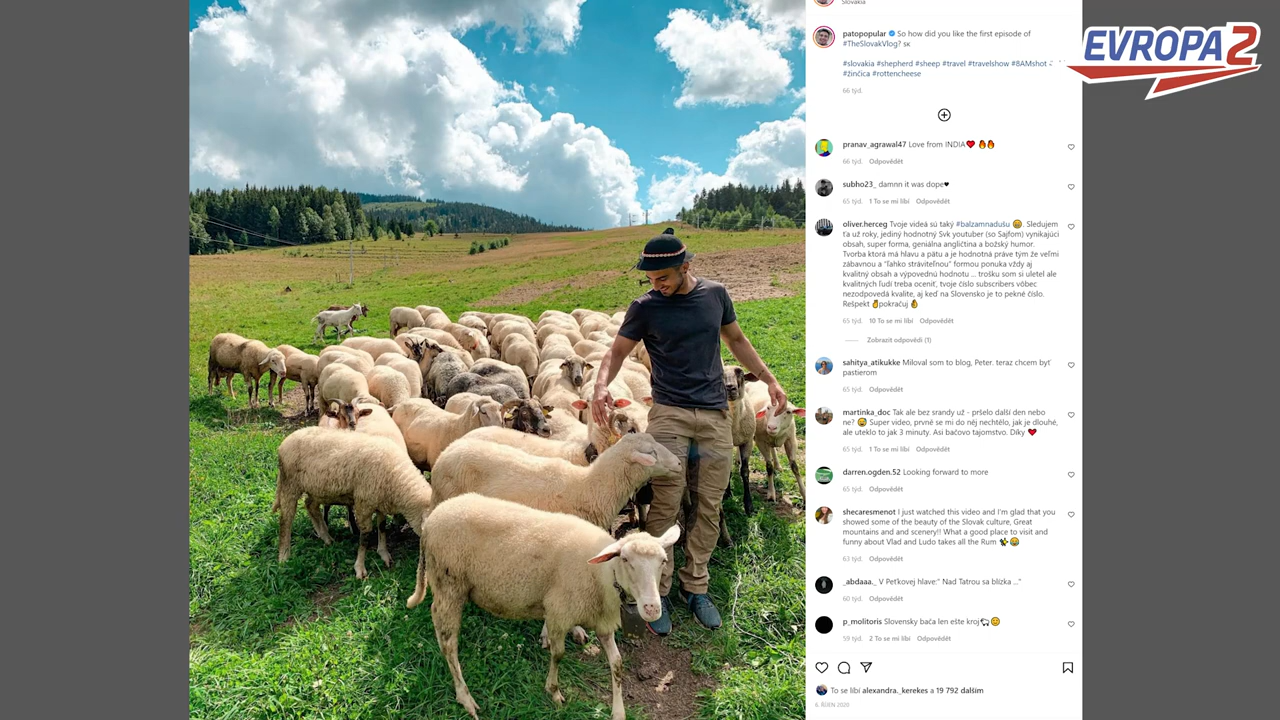 Slovakia
EVROPA 2
patopopular So how did you like the first episode of
#TheSlovakVlog? sk
#slovakia #shepherd #sheep #travel #travelshow #8AMshot
#žinčica #rottencheese
66 týd.
pranav_agrawal47 Love from INDIA❤️ 🔥🔥
66 týd. Odpovědět
subho23_ damnn it was dope♥
65 týd. 1 To se mi líbí Odpovědět
oliver.herceg Tvoje videá sú taký #balzamnadušu 😄. Sledujem
ťa už roky, jediný hodnotný Svk youtuber (so Sajfom) vynikajúci
obsah, super forma, geniálna angličtina a božský humor.
Tvorba ktorá má hlavu a pätu a je hodnotná práve tým že veľmi
zábavnou a "ľahko stráviteľnou" formou ponuka vždy aj
kvalitný obsah a výpovednú hodnotu ... trošku som si uletel ale
kvalitných ľudí treba oceniť, tvoje číslo subscribers vôbec
nezodpovedá kvalite, aj keď na Slovensko je to pekné číslo.
Rešpekt ✌pokračuj 👌
65 týd. 10 To se mi líbí Odpovědět
Zobrazit odpovědi (1)
sahitya_atikukke Miloval som to blog, Peter. teraz chcem byť
pastierom
65 týd. Odpovědět
martinka_doc Tak ale bez srandy už - pršelo další den nebo
ne? 😅 Super video, prvně se mi do něj nechtělo, jak je dlouhé,
ale uteklo to jak 3 minuty. Asi bačovo tajomstvo. Díky ❤️
65 týd. 1 To se mi líbí Odpovědět
darren.ogden.52 Looking forward to more
65 týd. Odpovědět
shecaresmenot I just watched this video and I'm glad that you
showed some of the beauty of the Slovak culture, Great
mountains and and scenery!! What a good place to visit and
funny about Vlad and Ludo takes all the Rum 😂
63 týd. Odpovědět
_abdaaa._ V Peťkovej hlave:" Nad Tatrou sa blízka ..."
60 týd. Odpovědět
p_molitoris Slovensky bača len ešte kroj🐑🙂
59 týd. 2 To se mi líbí Odpovědět
To se líbí alexandra._kerekes a 19 792 dalším
6. ŘÍJEN 2020